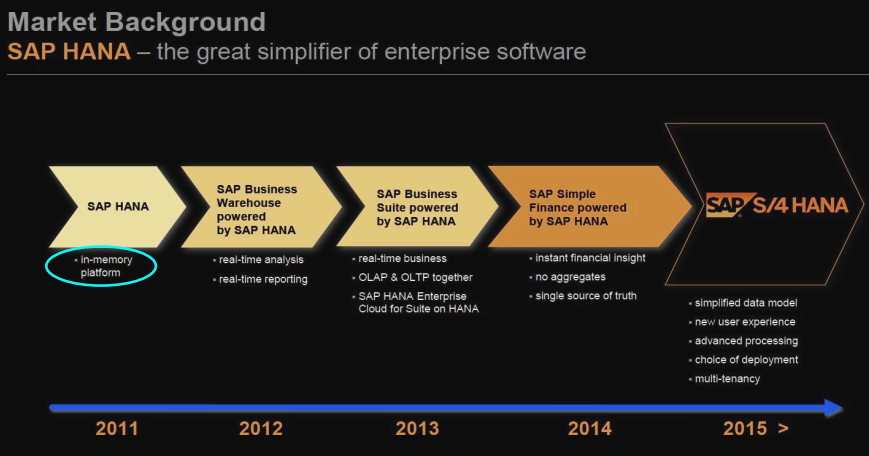 Market Background
SAP HANA – the great simplifier of enterprise software
SAP HANA
▪ in-memory
platform
SAP Business
Warehouse
powered
by SAP HANA
▪ real-time analysis
▪ real-time reporting
SAP Business
Suite powered
by SAP HANA
▪ real-time business
▪ OLAP & OLTP together
▪ SAP HANA Enterprise
Cloud for Suite on HANA
SAP Simple
Finance powered
by SAP HANA
▪ instant financial insight
▪ no aggregates
▪ single source of truth
SAP® S/4 HANA
▪ simplified data model
▪ new user experience
▪ advanced processing
▪ choice of deployment
▪ multi-tenancy
2011 2012 2013 2014 2015 >